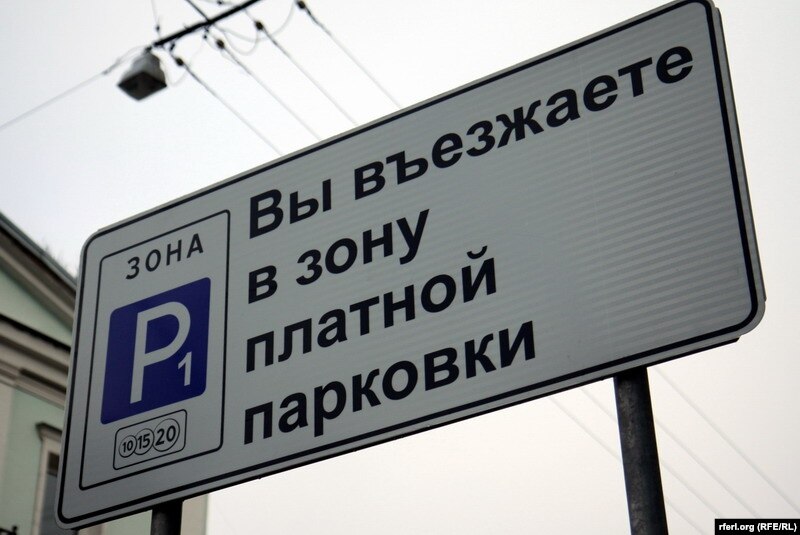 ЗОНА
P1
10 15 20
Вы въезжаете
в зону
платной
парковки
rferl.org (RFE/RL)